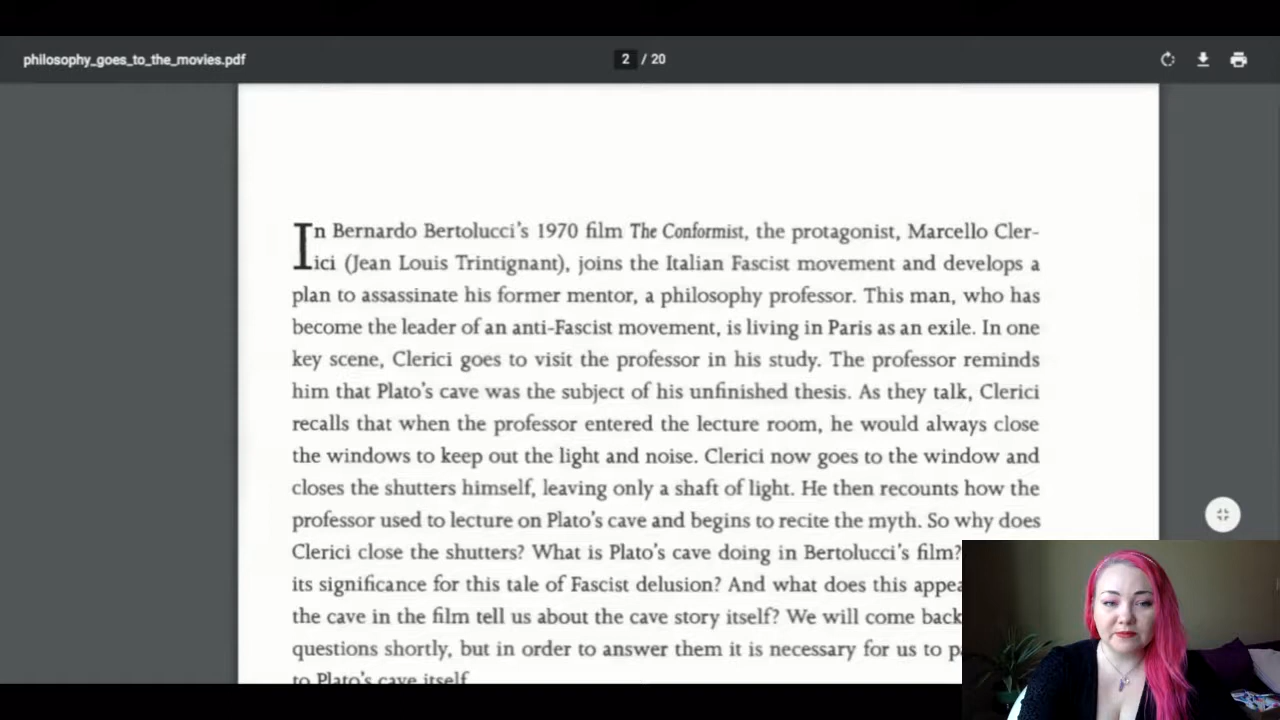 philosophy_goes_to_the_movies.pdf
2 / 20
In Bernardo Bertolucci's 1970 film The Conformist, the protagonist, Marcello Cler-
ici (Jean Louis Trintignant), joins the Italian Fascist movement and develops a
plan to assassinate his former mentor, a philosophy professor. This man, who has
become the leader of an anti-Fascist movement, is living in Paris as an exile. In one
key scene, Clerici goes to visit the professor in his study. The professor reminds
him that Plato's cave was the subject of his unfinished thesis. As they talk, Clerici
recalls that when the professor entered the lecture room, he would always close
the windows to keep out the light and noise. Clerici now goes to the window and
closes the shutters himself, leaving only a shaft of light. He then recounts how the
professor used to lecture on Plato's cave and begins to recite the myth. So why does
Clerici close the shutters? What is Plato's cave doing in Bertolucci's film?
its significance for this tale of Fascist delusion? And what does this appea
the cave in the film tell us about the cave story itself? We will come back
questions shortly, but in order to answer them it is necessary for us to p
to Plato's cave itself